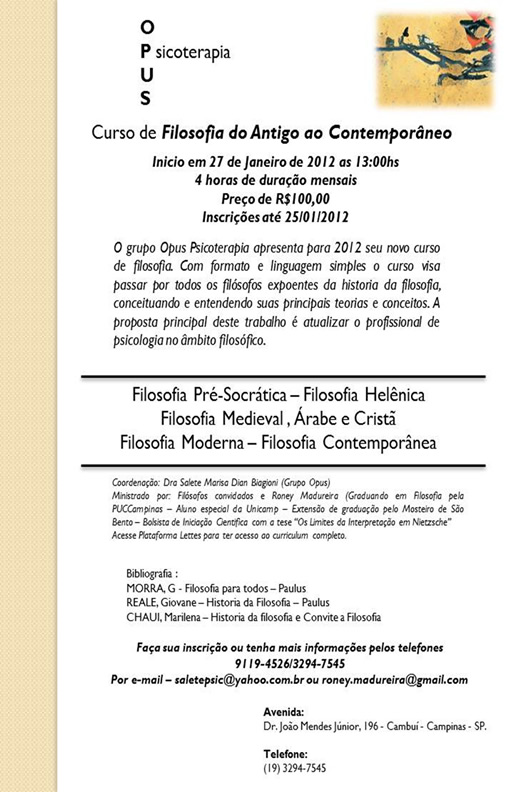 O
P sicoterapia
U
S
Curso de Filosofia do Antigo ao Contemporâneo
Inicio em 27 de Janeiro de 2012 as 13:00hs
4 horas de duração mensais
Preço de R$100,00
Inscrições até 25/01/2012
O grupo Opus Psicoterapia apresenta para 2012 seu novo curso
de filosofia. Com formato e linguagem simples o curso visa
passar por todos os filósofos expoentes da historia da filosofia,
conceituando e entendendo suas principais teorias e conceitos. A
proposta principal deste trabalho é atualizar o profissional de
psicologia no âmbito filosófico.
Filosofia Pré-Socrática – Filosofia Helênica
Filosofia Medieval , Árabe e Cristã
Filosofia Moderna – Filosofia Contemporânea
Coordenação: Dra Salete Marisa Dian Biagioni (Grupo Opus)
Ministrado por: Filósofos convidados e Roney Madureira (Graduando em Filosofia pela
PUCCampinas – Aluno especial da Unicamp – Extensão de graduação pelo Mosteiro de São
Bento – Bolsista de Iniciação Cientifica com a tese "Os Limites da Interpretação em Nietzsche"
Acesse Plataforma Lettes para ter acesso ao curriculum completo.
Bibliografia :
MORRA, G - Filosofia para todos – Paulus
REALE, Giovane – Historia da Filosofia – Paulus
CHAUI, Marilena – Historia da filosofia e Convite a Filosofia
Faça sua inscrição ou tenha mais informações pelos telefones
9119-4526/3294-7545
Por e-mail – saletepsic@yahoo.com.br ou roney.madureira@gmail.com
Avenida:
Dr. João Mendes Júnior, 196 - Cambuí - Campinas - SP.
Telefone:
(19) 3294-7545